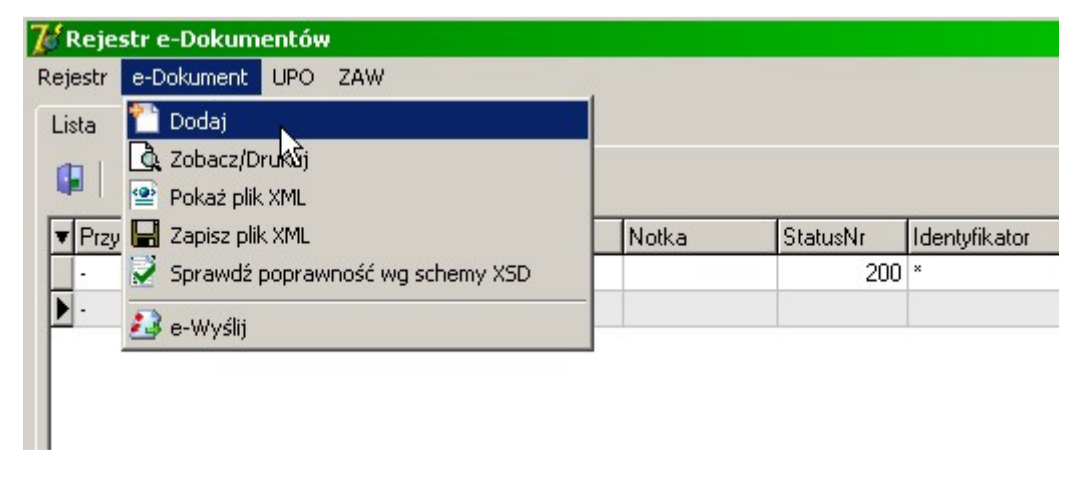 Rejestr e-Dokumentów
Rejestr e-Dokument UPO ZAW
Lista
Dodaj
Zobacz/Drukuj
Pokaż plik XML
Zapisz plik XML
Sprawdź poprawność wg schemy XSD
e-Wyślij
Przy Notka StatusNr Identyfikator
- 200 *
-